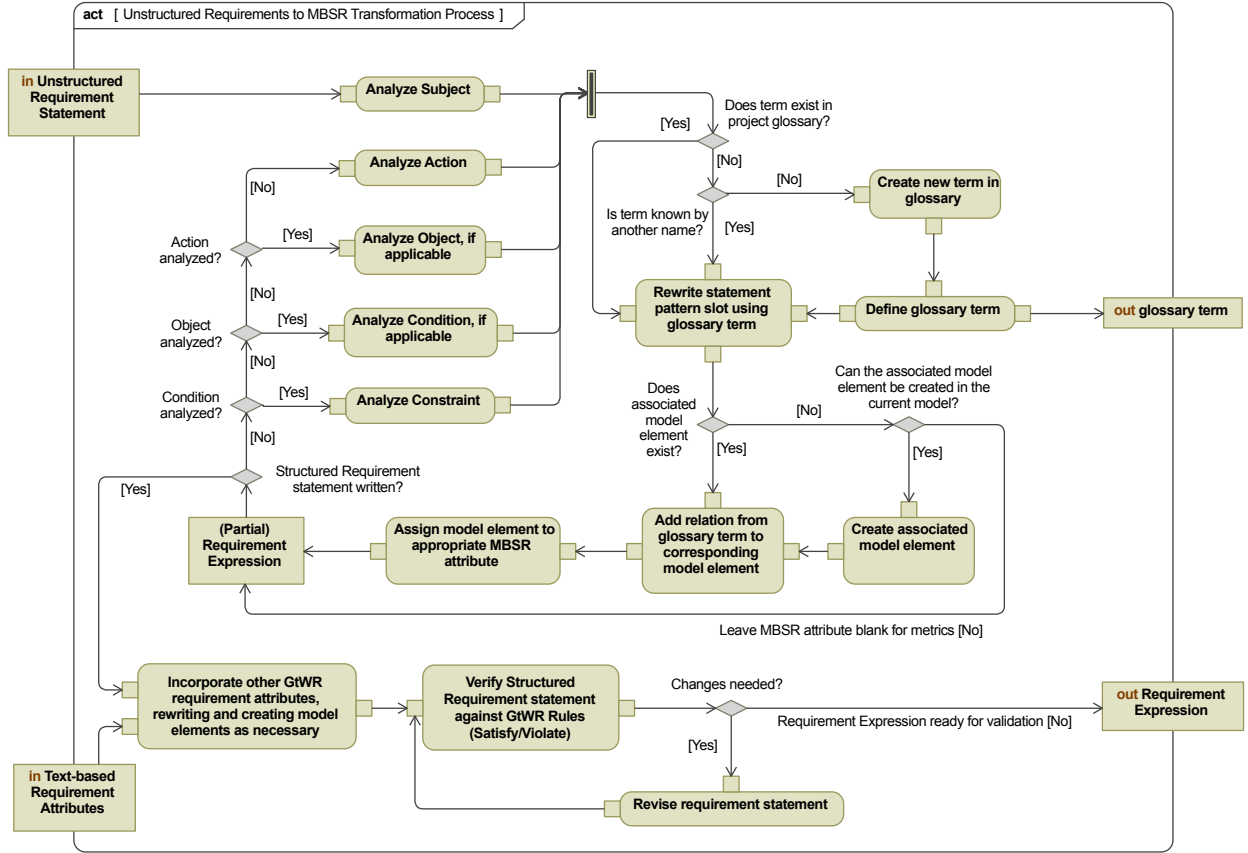 act [ Unstructured Requirements to MBSR Transformation Process ]
in Unstructured
Requirement
Statement
Analyze Subject
Does term exist in
project glossary?
[Yes]
[No]
Analyze Action
[No]
[No]
Create new term in
glossary
Is term known by
another name?
[Yes]
Action
analyzed?
[Yes]
Analyze Object, if
applicable
[No]
Rewrite statement
pattern slot using
glossary term
Define glossary term
out glossary term
Object
analyzed?
[Yes]
Analyze Condition, if
applicable
[No]
Does
associated
model
element
exist?
Can the associated model
element be created in the
current model?
[No]
[Yes]
[Yes]
Condition
analyzed?
[Yes]
Analyze Constraint
[No]
Structured Requirement
statement written?
[Yes]
(Partial)
Requirement
Expression
Assign model element to
appropriate MBSR
attribute
Add relation from
glossary term to
corresponding
model element
Create associated
model element
Leave MBSR attribute blank for metrics [No]
Incorporate other GtWR
requirement attributes,
rewriting and creating model
elements as necessary
Verify Structured
Requirement statement
against GtWR Rules
(Satisfy/Violate)
Changes needed?
Requirement Expression ready for validation [No]
out Requirement
Expression
[Yes]
in Text-based
Requirement
Attributes
Revise requirement statement